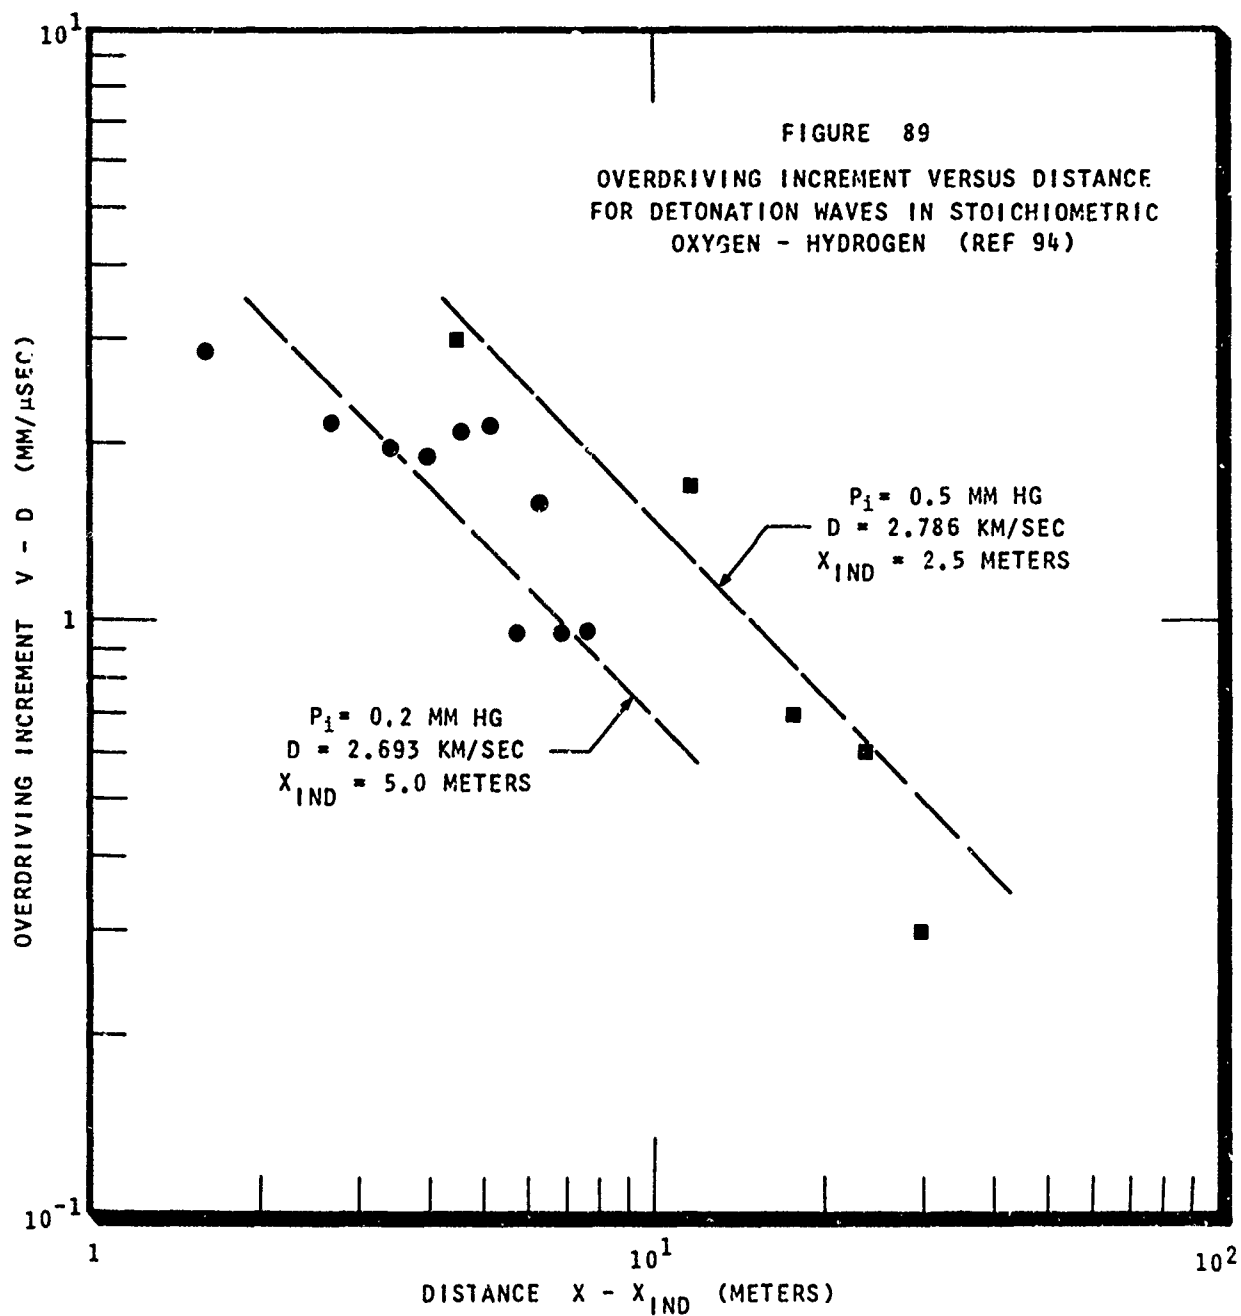 10¹
FIGURE 89
OVERDRIVING INCREMENT VERSUS DISTANCE
FOR DETONATION WAVES IN STOICHIOMETRIC
OXYGEN - HYDROGEN (REF 94)
OVERDRIVING INCREMENT V - D (MM/μSEC)
Pi = 0.5 MM HG
D = 2.786 KM/SEC
XIND = 2.5 METERS
1
Pi = 0.2 MM HG
D = 2.693 KM/SEC
XIND = 5.0 METERS
10⁻¹
1
10¹
10²
DISTANCE X - XIND (METERS)